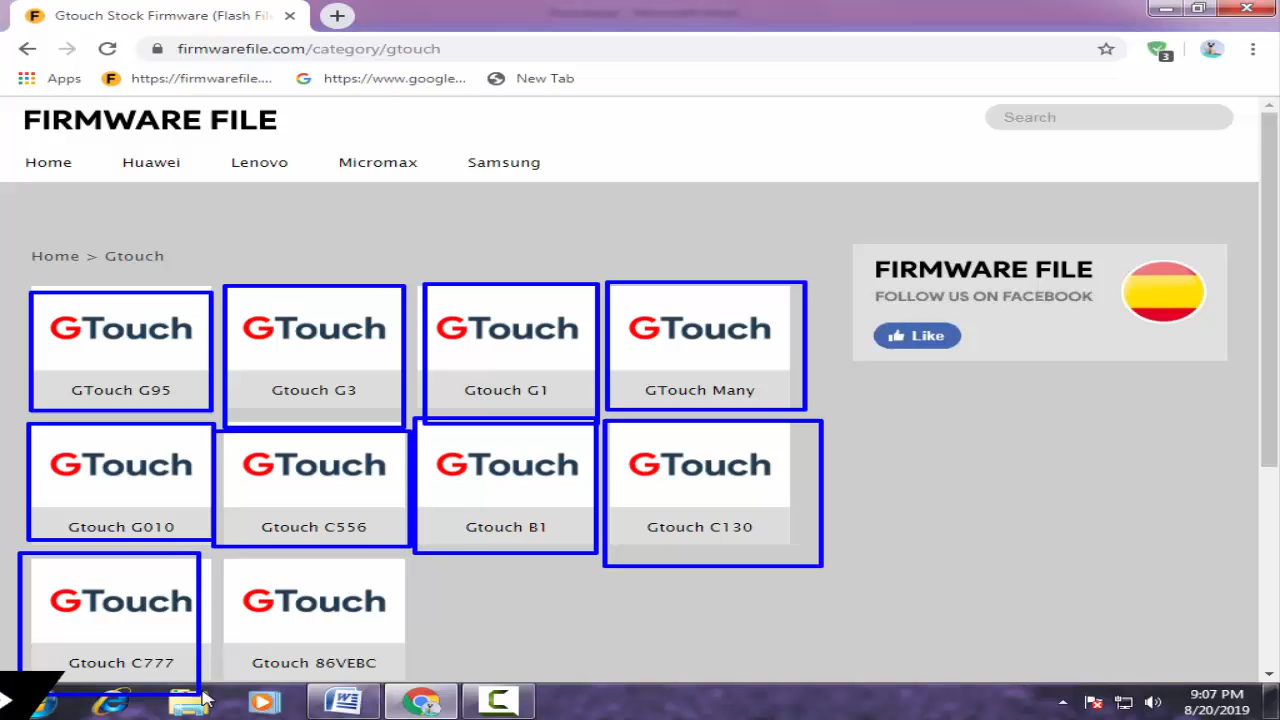 Gtouch Stock Firmware (Flash Fil
firmwarefile.com/category/gtouch
3
Apps https://firmwarefile.... https://www.google... New Tab
FIRMWARE FILE
Search
Home Huawei Lenovo Micromax Samsung
Home > Gtouch
FIRMWARE FILE
FOLLOW US ON FACEBOOK
Like
GTouch GTouch GTouch GTouch
GTouch G95 Gtouch G3 Gtouch G1 GTouch Many
GTouch GTouch GTouch GTouch
Gtouch G010 Gtouch C556 Gtouch B1 Gtouch C130
GTouch GTouch
Gtouch C777 Gtouch 86VEBC
9:07 PM
8/20/2019